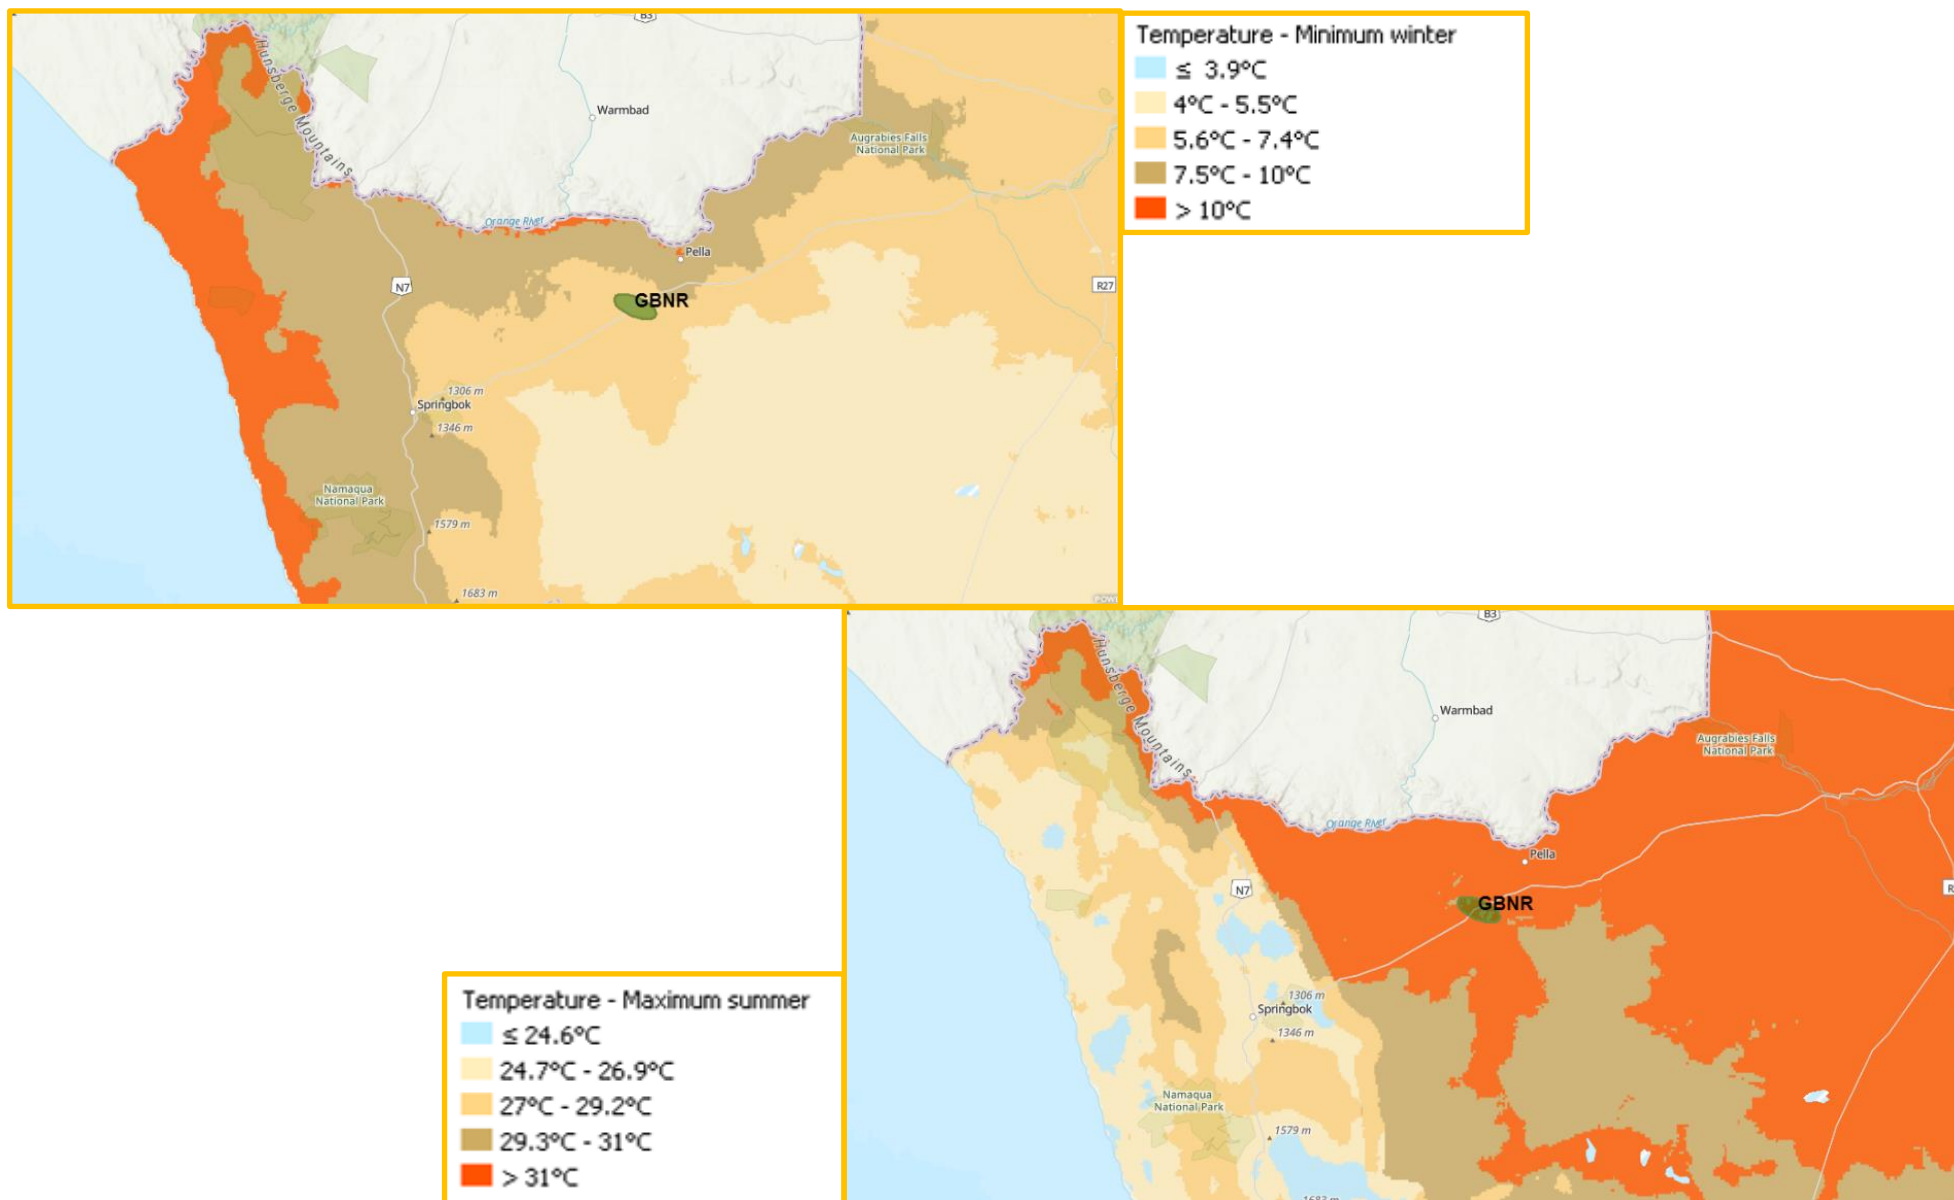 B3
Hunsberge Mountains
Warmbad
Augrabies Falls
National Park
Orange River
Pella
N7
GBNR
R27
1306 m
Springbok
1346 m
Namaqua
National Park
1579 m
1683 m
Temperature - Minimum winter
≤ 3.9°C
4°C - 5.5°C
5.6°C - 7.4°C
7.5°C - 10°C
> 10°C
B3
Hunsberge Mountains
Warmbad
Augrabies Falls
National Park
Orange River
Pella
N7
R
GBNR
1306 m
Springbok
1346 m
Namaqua
National Park
1579 m
1683 m
Temperature - Maximum summer
≤ 24.6°C
24.7°C - 26.9°C
27°C - 29.2°C
29.3°C - 31°C
> 31°C